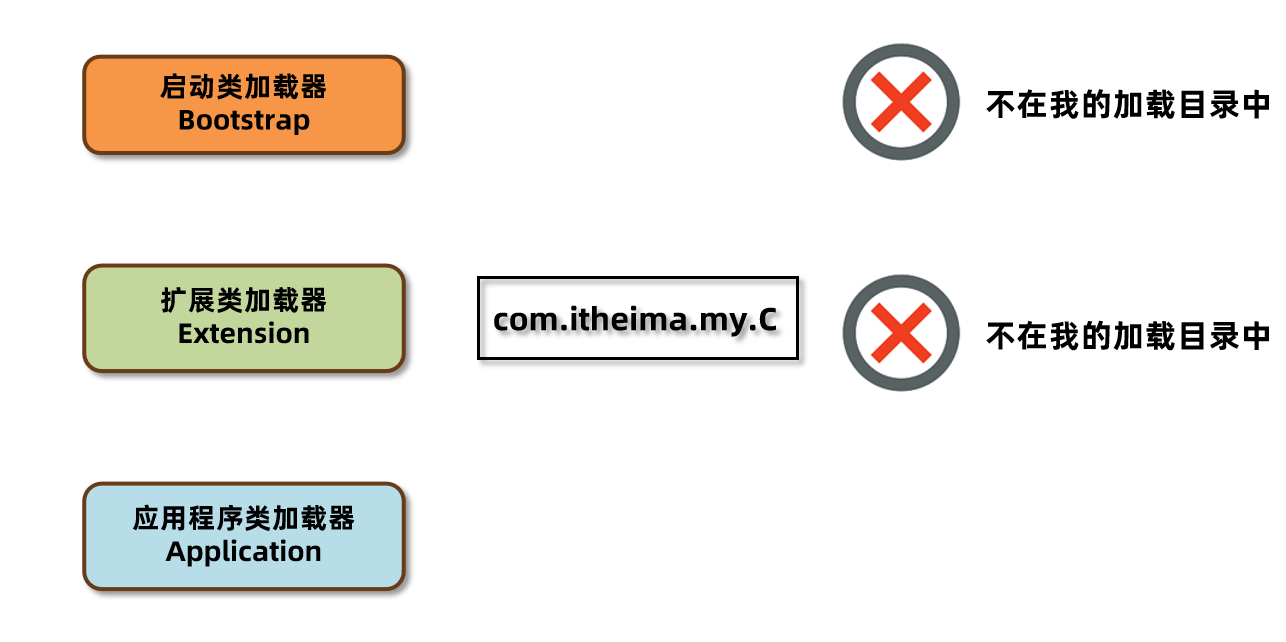 启动类加载器
Bootstrap
不在我的加载目录中
扩展类加载器
Extension
com.itheima.my.C
不在我的加载目录中
应用程序类加载器
Application